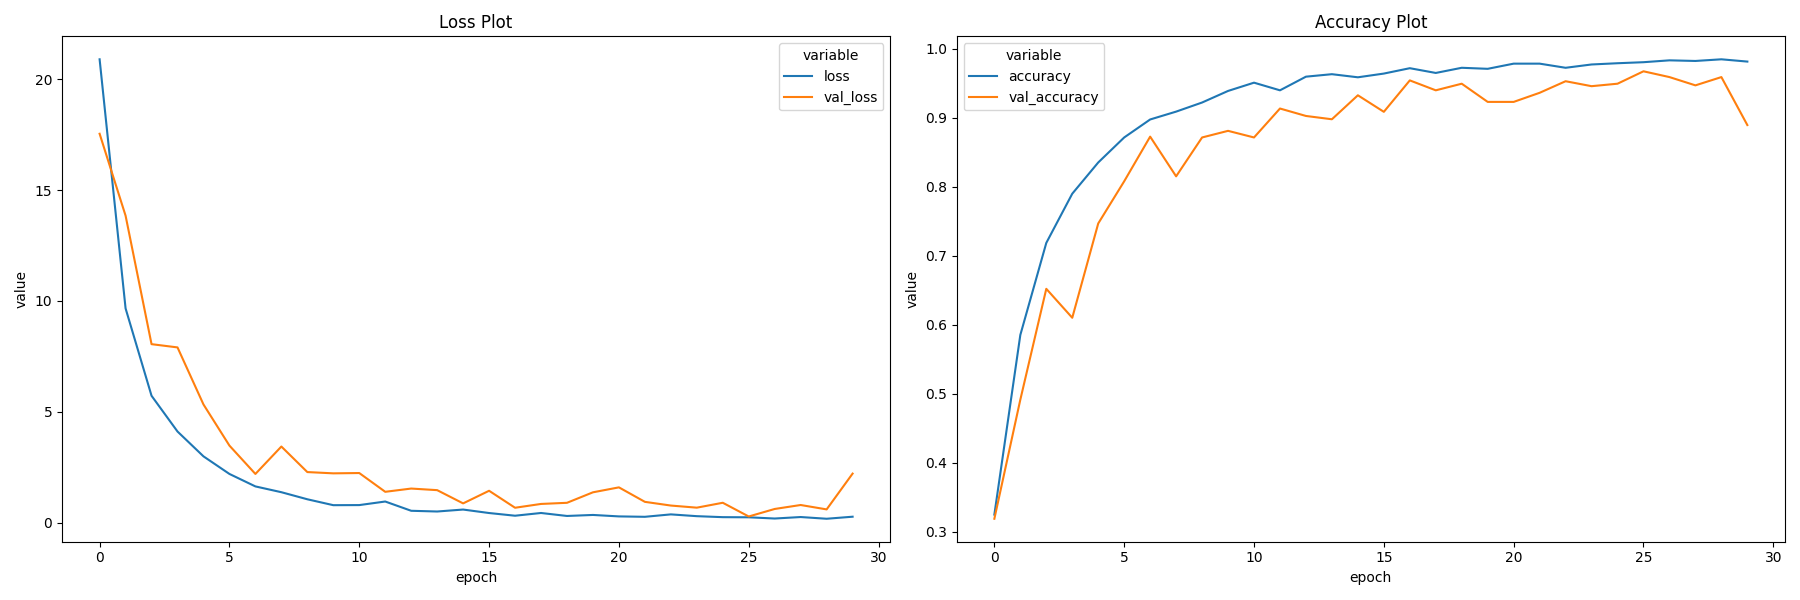 Loss Plot
variable
loss
val_loss
value
20
15
10
5
0
0 5 10 15 20 25 30
epoch
Accuracy Plot
variable
accuracy
val_accuracy
value
1.0
0.9
0.8
0.7
0.6
0.5
0.4
0.3
0 5 10 15 20 25 30
epoch